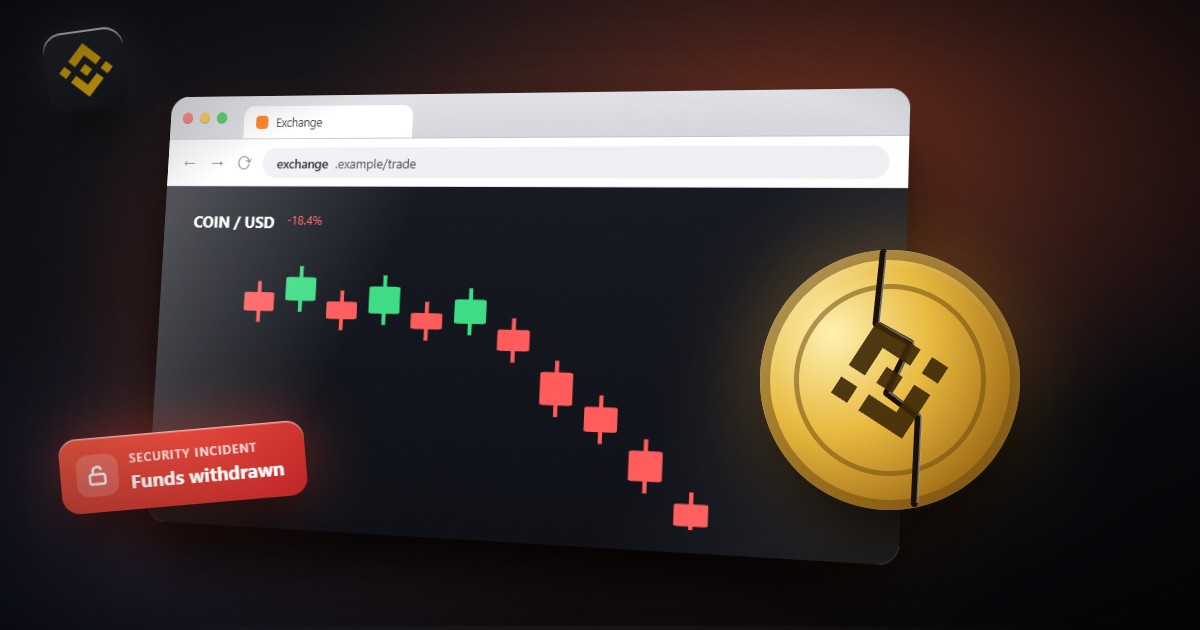 Exchange
exchange .example/trade
COIN / USD -18.4%
SECURITY INCIDENT
Funds withdrawn